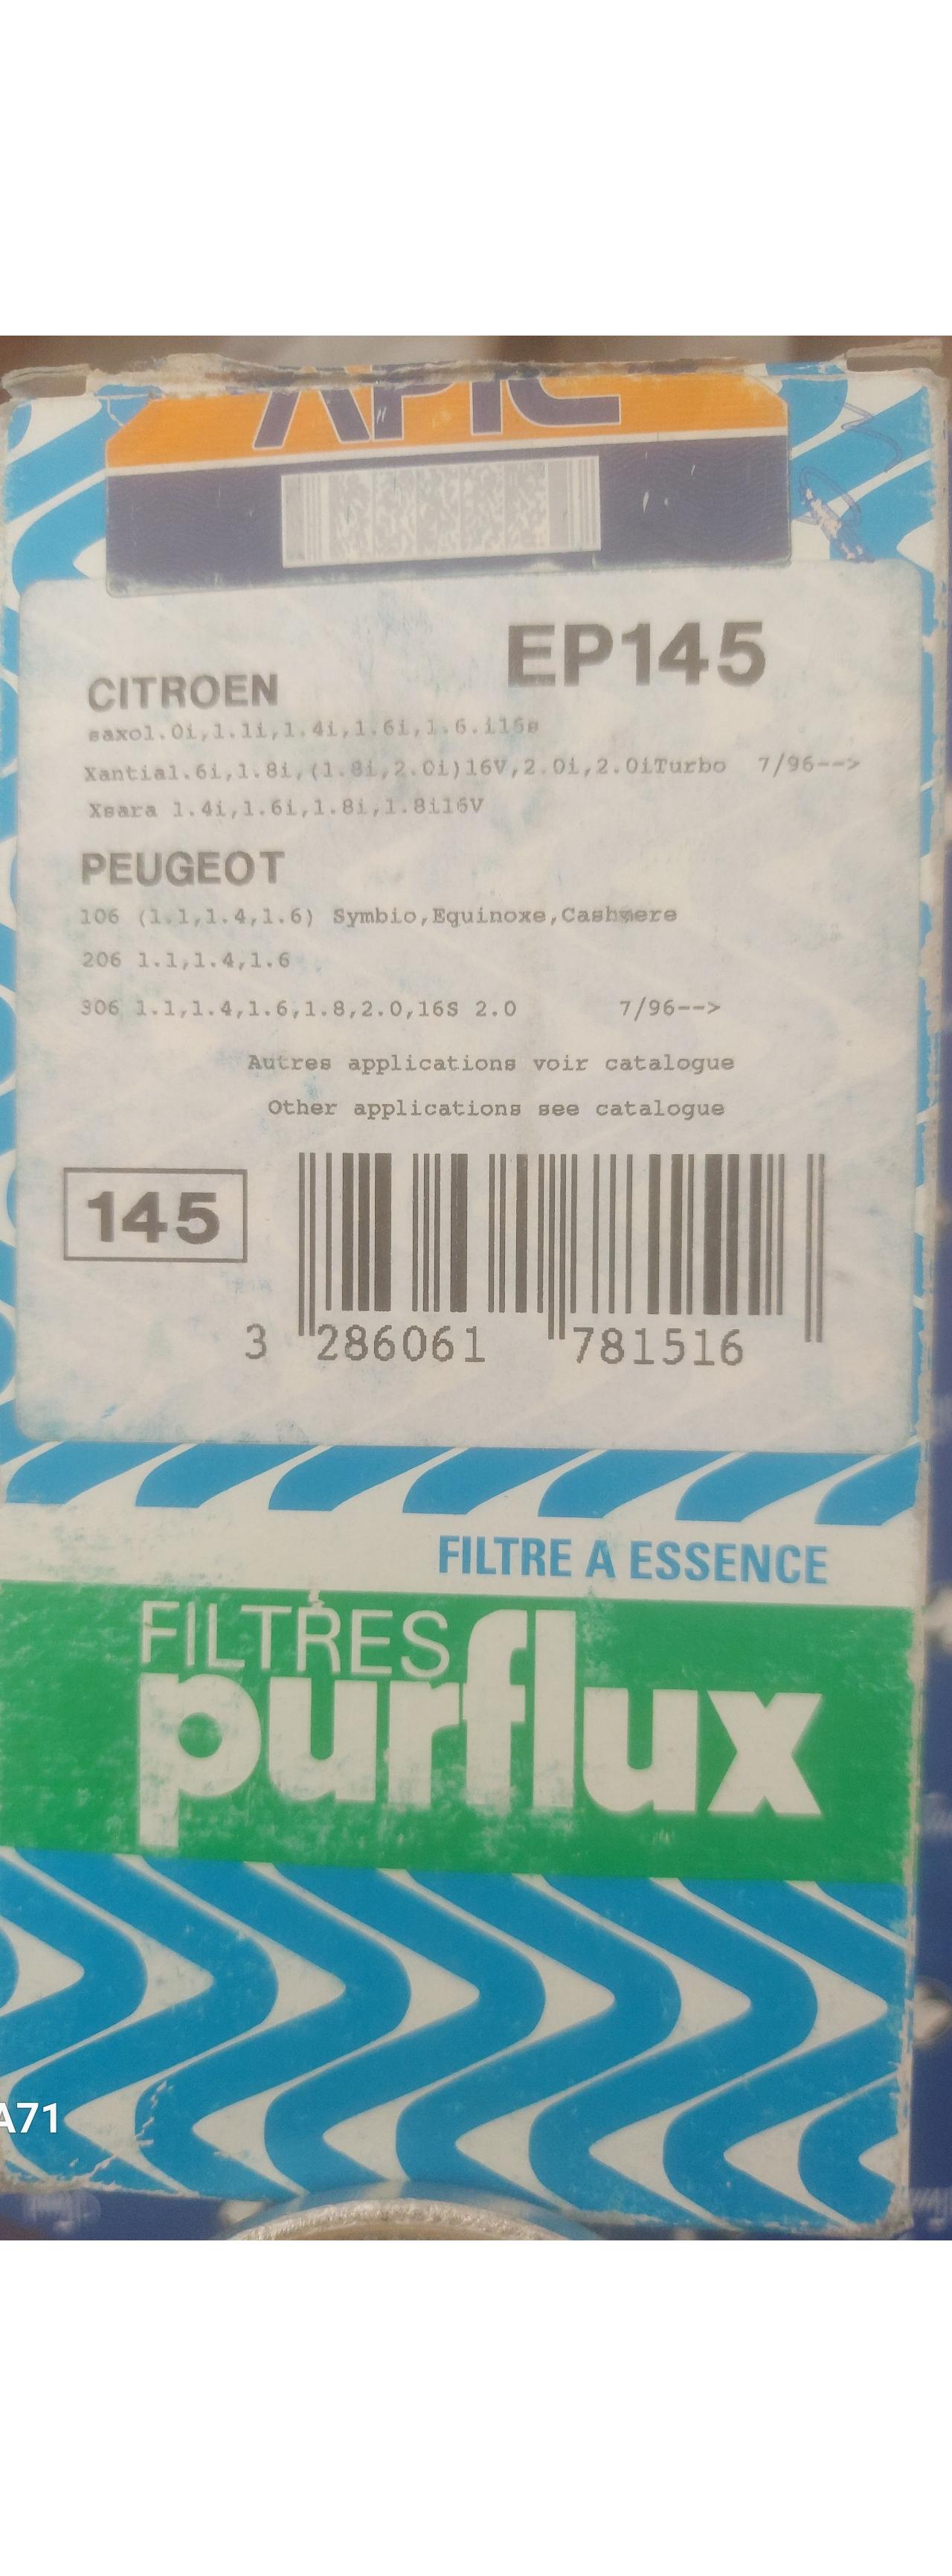 APIC
EP145
CITROEN
saxo1.0i,1.1i,1.4i,1.6i,1.6.i16s
Xantia1.6i,1.8i,(1.8i,2.0i)16V,2.0i,2.0iTurbo 7/96-->
Xsara 1.4i,1.6i,1.8i,1.8i16V
PEUGEOT
106 (1.1,1.4,1.6) Symbio,Equinoxe,Cashmere
206 1.1,1.4,1.6
306 1.1,1.4,1.6,1.8,2.0,16S 2.0 7/96-->
Autres applications voir catalogue
Other applications see catalogue
145
3 286061 781516
FILTRE A ESSENCE
FILTRES
purflux
A71